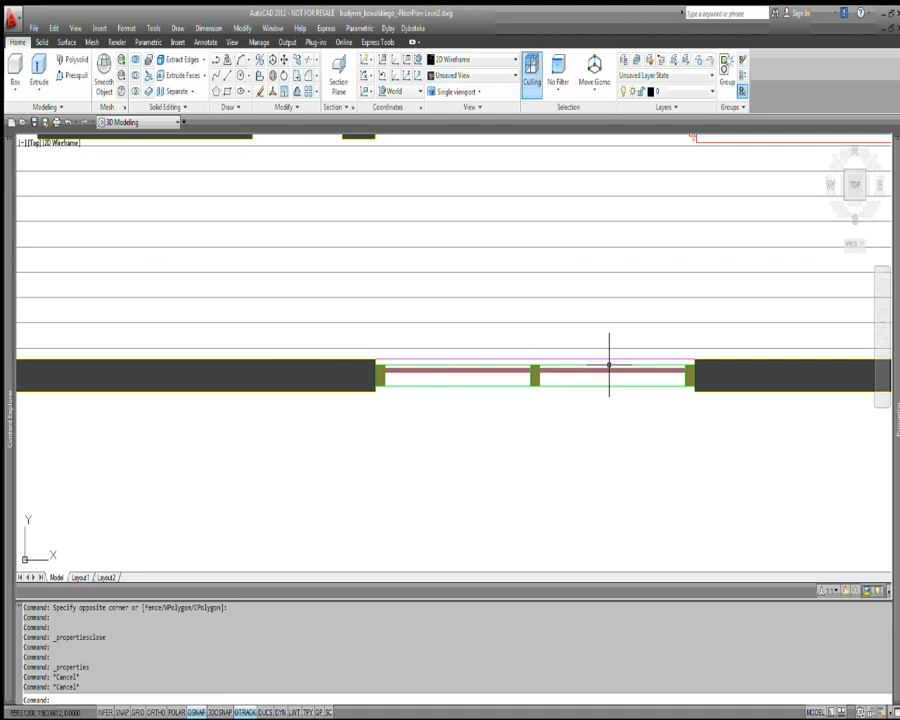 AutoCAD 2012 - NOT FOR RESALE budynek_kowalskiego_-FloorPlan-Level2.dwg
Type a keyword or phrase
Sign In
File Edit View Insert Format Tools Draw Dimension Modify Window Help Express Parametric Dyby Dyboteka
Home Solid Surface Mesh Render Parametric Insert Annotate View Manage Output Plug-ins Online Express Tools
Polysolid
Presspull
Extract Edges
Extrude Faces
Separate
2D Wireframe
Unsaved View
World
Single viewport
Unsaved Layer State
0
Box Extrude Smooth Object Section Plane Culling No Filter Move Gizmo Group
Modeling Mesh Solid Editing Draw Modify Section Coordinates View Selection Layers Groups
3D Modeling
[-][Top][2D Wireframe]
N
W TOP E
S
WCS
Content Explorer
Properties
Y
X
Model Layout1 Layout2
Command: Specify opposite corner or [Fence/WPolygon/CPolygon]:
Command:
Command:
Command: _propertiesclose
Command:
Command:
Command: _properties
Command: *Cancel*
Command: *Cancel*
Command:
INFER SNAP GRID ORTHO POLAR OSNAP 3DOSNAP OTRACK DUCS DYN LWT TPY QP SC
MODEL